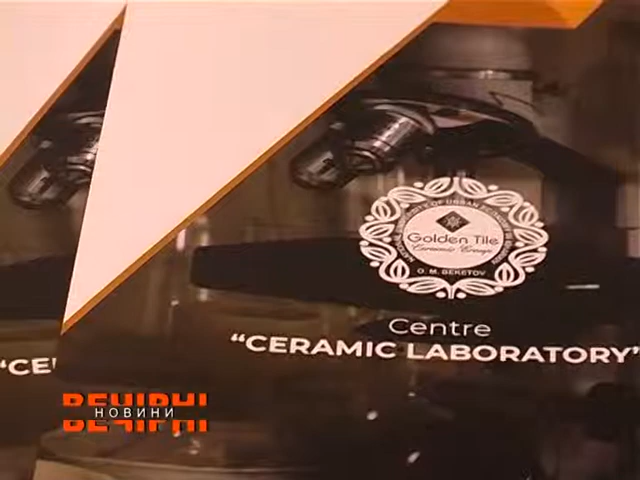 Golden Tile
Ceramic Group
O. M. BEKETOV
Centre
“CERAMIC LABORATORY”
“CE
ВЕЧІРНІ
НОВИНИ